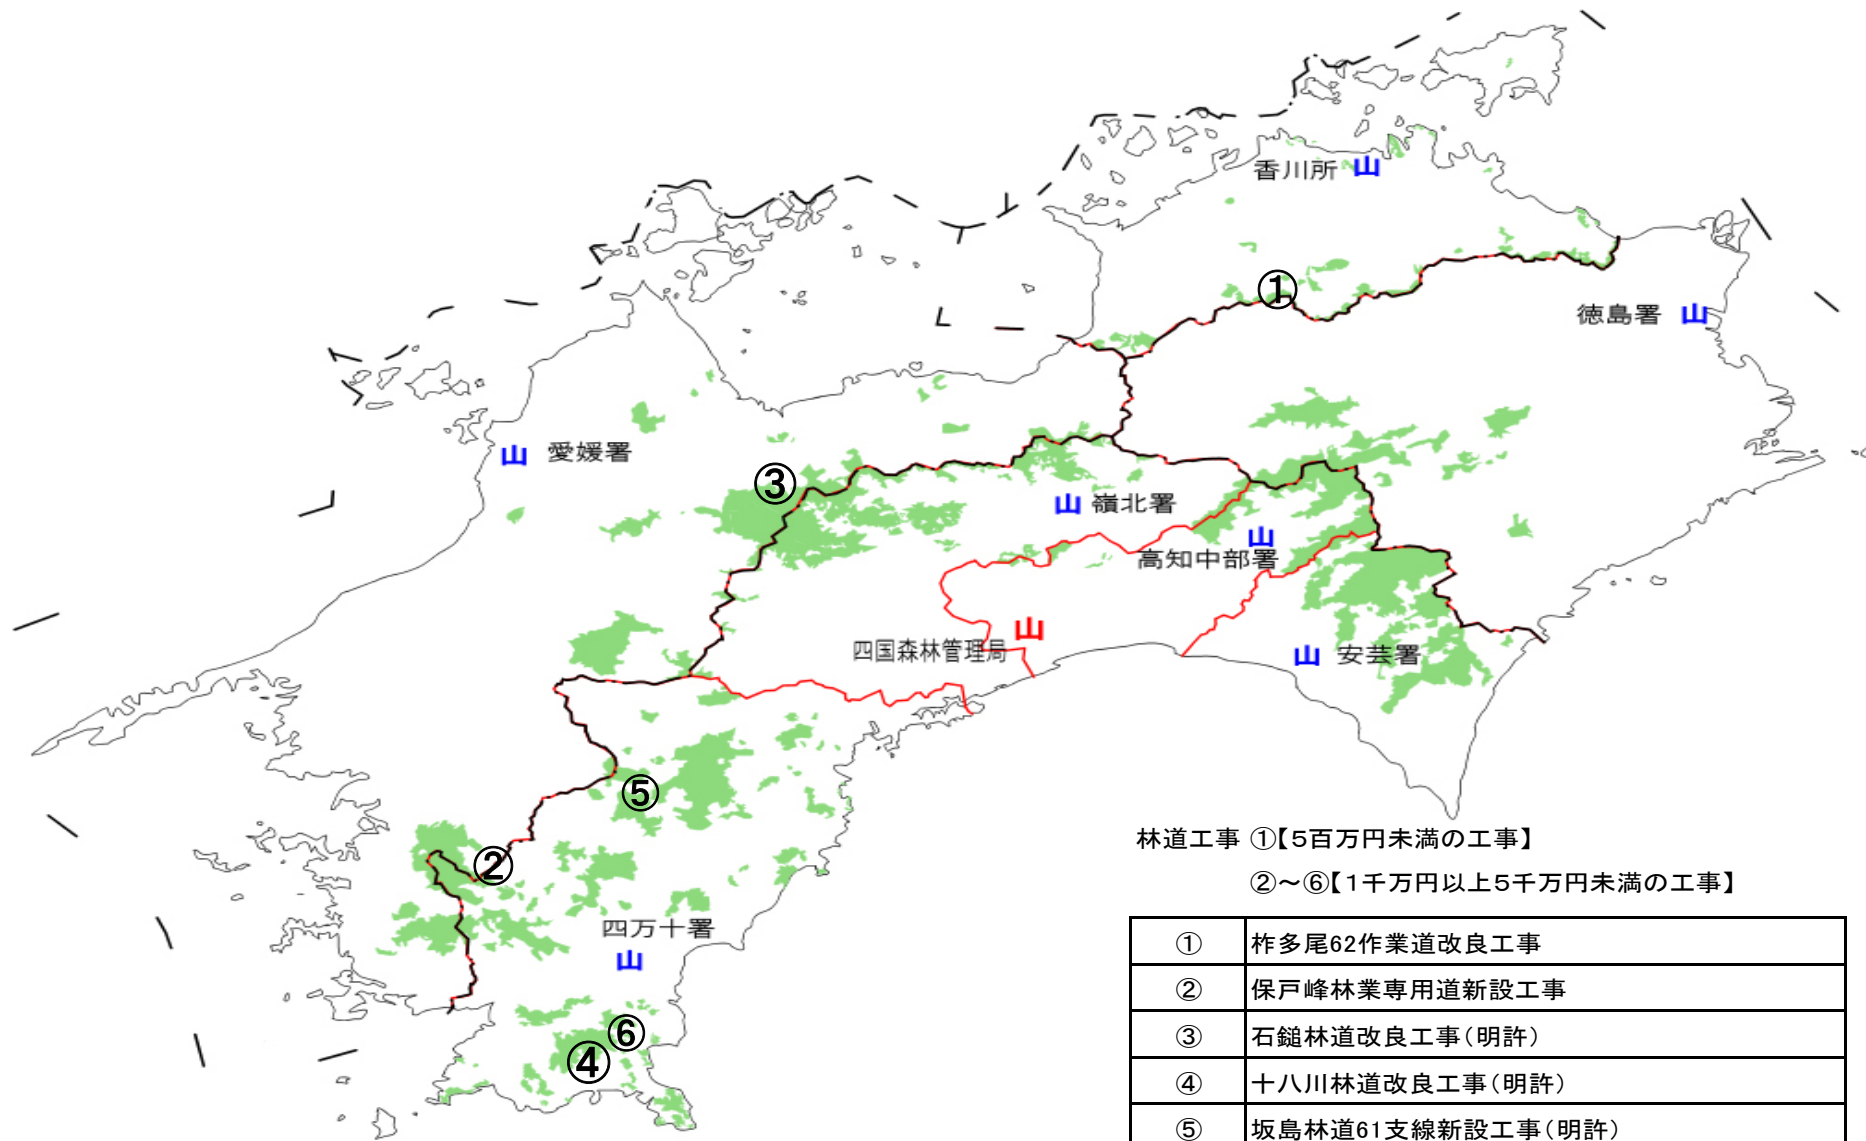 香川所 山
①
徳島署 山
山 愛媛署
③
山 嶺北署
山
高知中部署
山
四国森林管理局
山 安芸署
⑤
②
四万十署
山
⑥
④
林道工事 ①【5百万円未満の工事】
②～⑥【1千万円以上5千万円未満の工事】
① 柞多尾62作業道改良工事
② 保戸峰林業専用道新設工事
③ 石鎚林道改良工事(明許)
④ 十八川林道改良工事(明許)
⑤ 坂島林道61支線新設工事(明許)